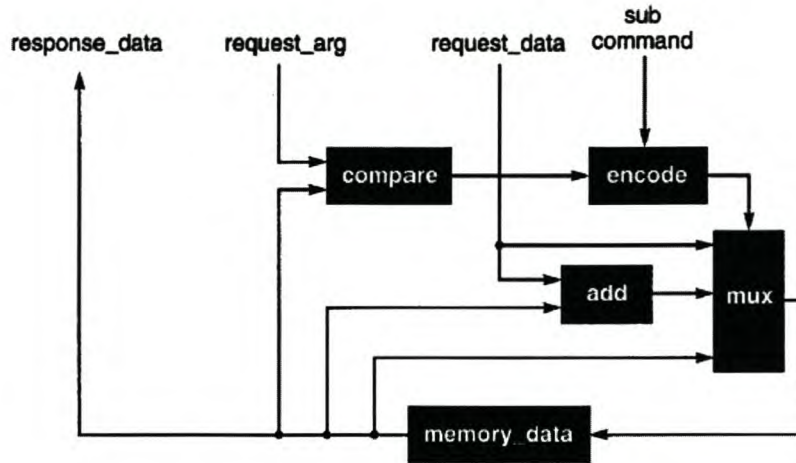 sub
response_data request_arg request_data command
compare encode
add mux
memory_data